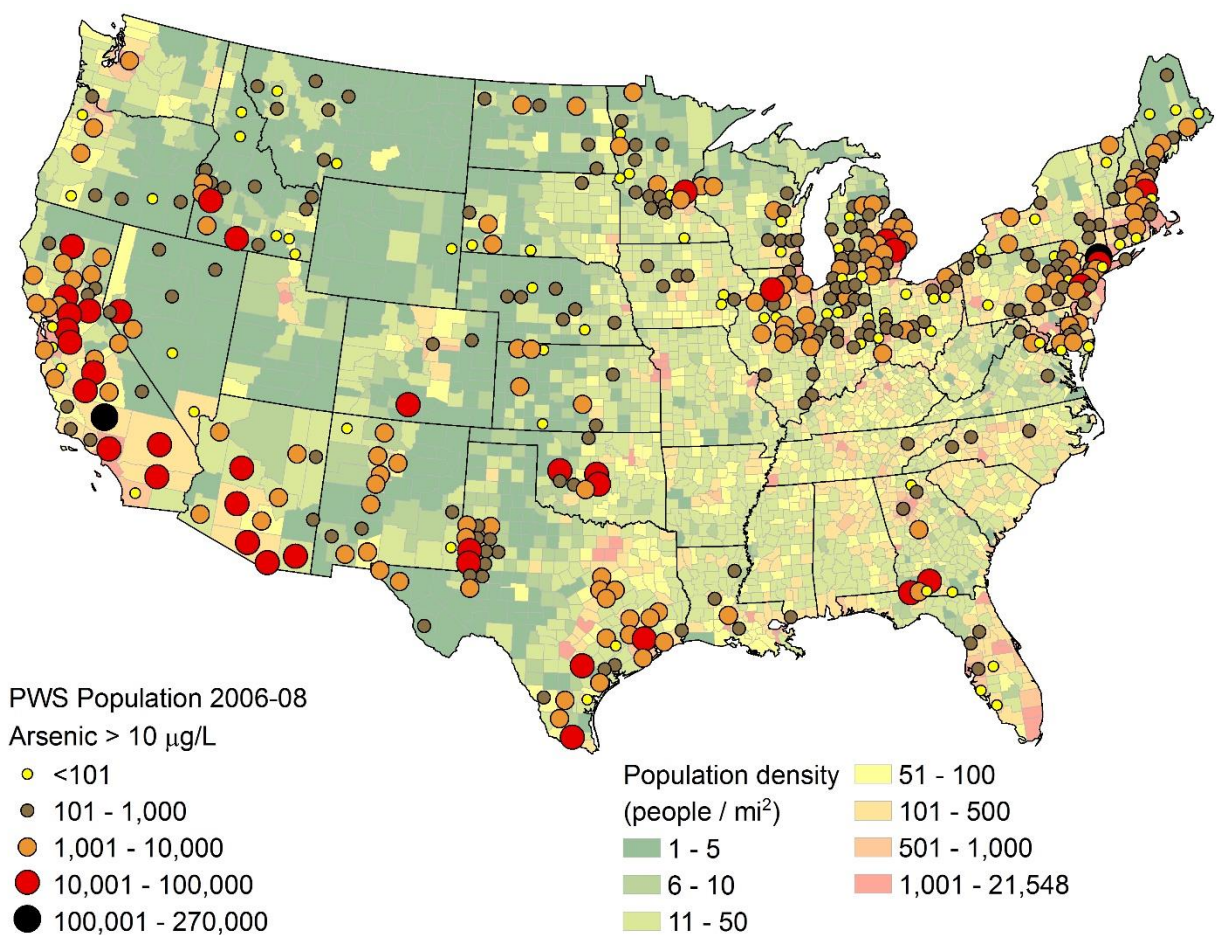 PWS Population 2006-08
Arsenic > 10 μg/L
<101
101 - 1,000
1,001 - 10,000
10,001 - 100,000
100,001 - 270,000
Population density
(people / mi²)
1 - 5
6 - 10
11 - 50
51 - 100
101 - 500
501 - 1,000
1,001 - 21,548